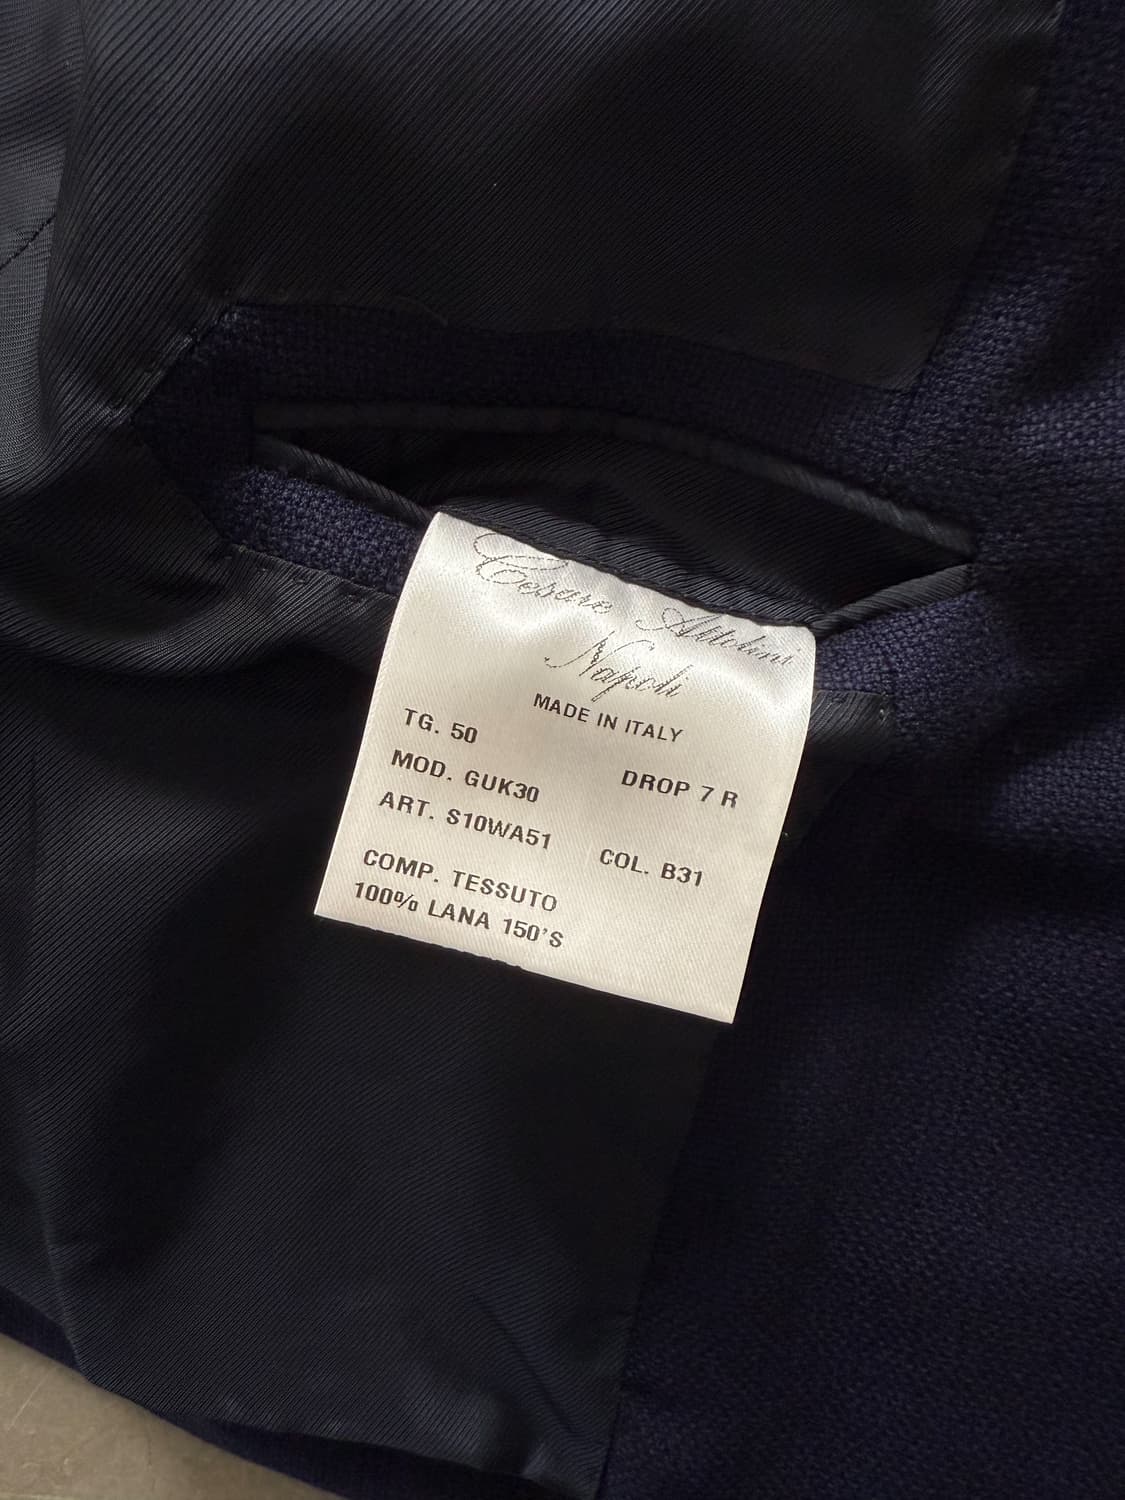 Cesare Attolini
Napoli
MADE IN ITALY
TG. 50 DROP 7 R
MOD. GUK30
ART. S10WA51 COL. B31
COMP. TESSUTO
100% LANA 150'S